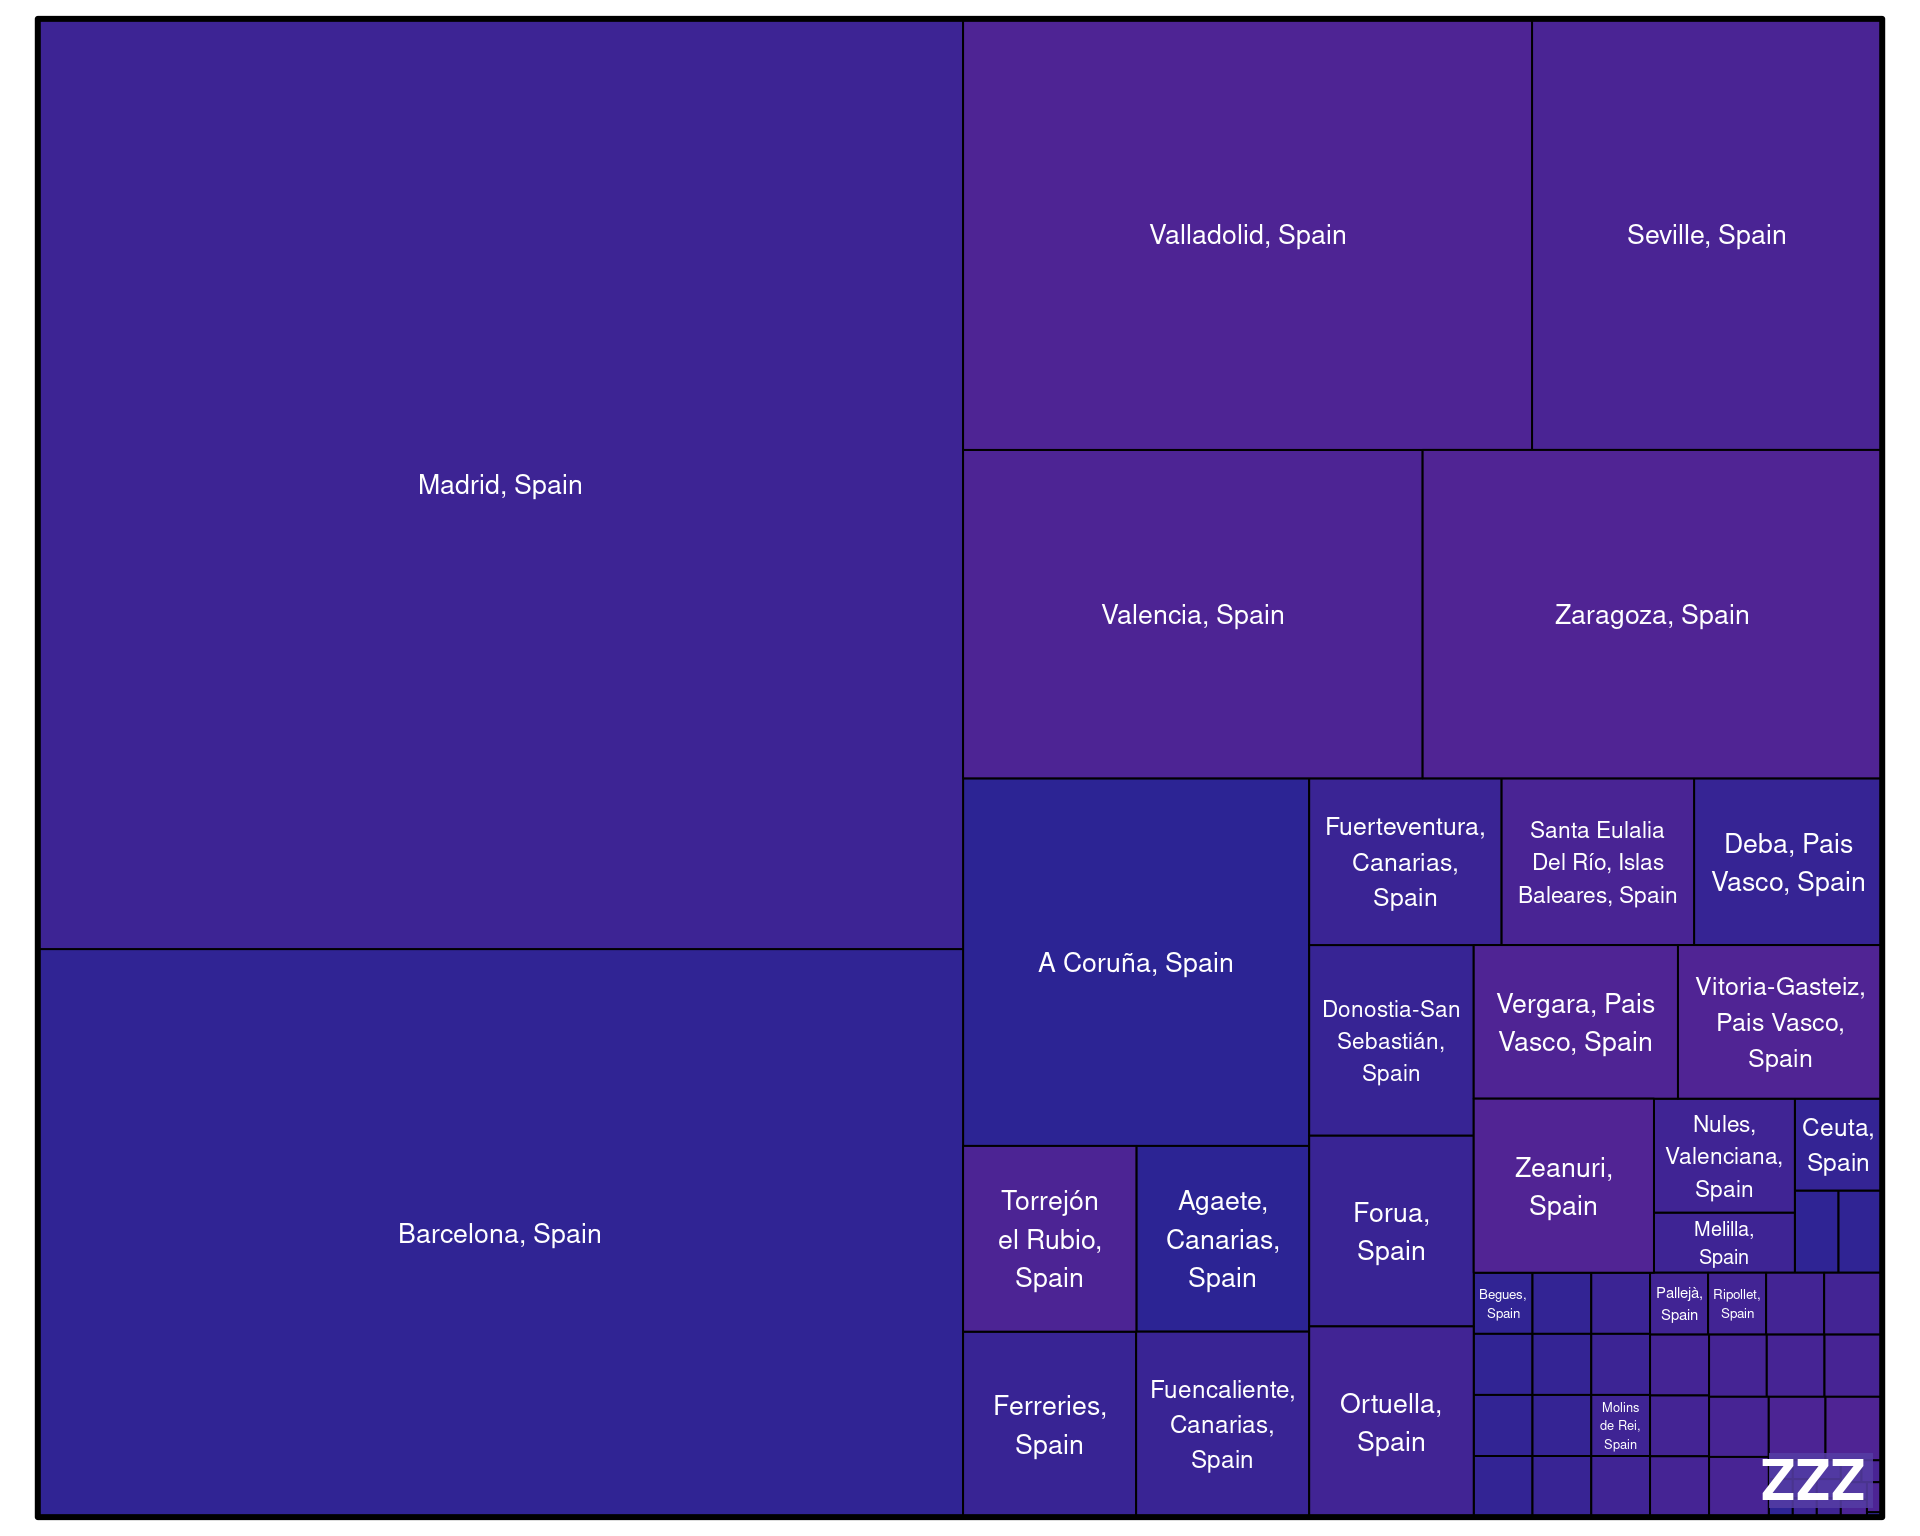 Madrid, Spain
Barcelona, Spain
Valladolid, Spain
Seville, Spain
Valencia, Spain
Zaragoza, Spain
A Coruña, Spain
Fuerteventura,
Canarias,
Spain
Santa Eulalia
Del Río, Islas
Baleares, Spain
Deba, Pais
Vasco, Spain
Donostia-San
Sebastián,
Spain
Vergara, Pais
Vasco, Spain
Vitoria-Gasteiz,
Pais Vasco,
Spain
Torrejón
el Rubio,
Spain
Agaete,
Canarias,
Spain
Forua,
Spain
Zeanuri,
Spain
Nules,
Valenciana,
Spain
Ceuta,
Spain
Melilla,
Spain
Ferreries,
Spain
Fuencaliente,
Canarias,
Spain
Ortuella,
Spain
Begues,
Spain
Pallejà,
Spain
Ripollet,
Spain
Molins
de Rei,
Spain
ZZZ